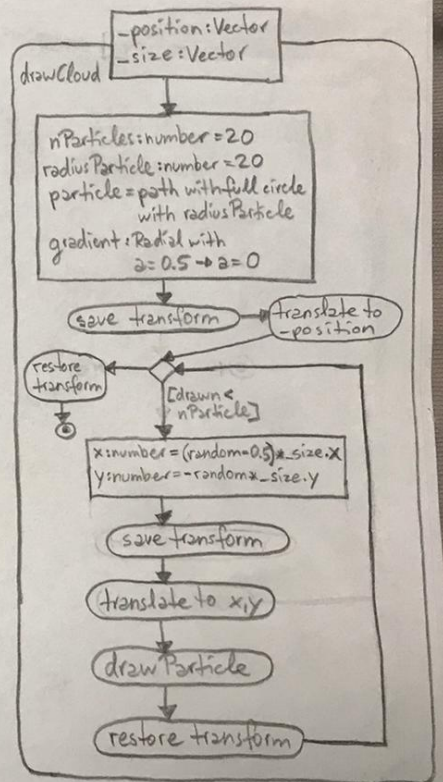 _position:Vector
_size:Vector
drawCloud
nParticles:number=20
radiusParticle:number=20
particle=path with full circle
with radiusParticle
gradient:Radial with
a=0.5→a=0
save transform
translate to
_position
restore
transform
[drawn<
nParticle]
x:number=(random-0.5)*_size.x
y:number=-random*_size.y
save transform
translate to x,y
drawParticle
restore transform